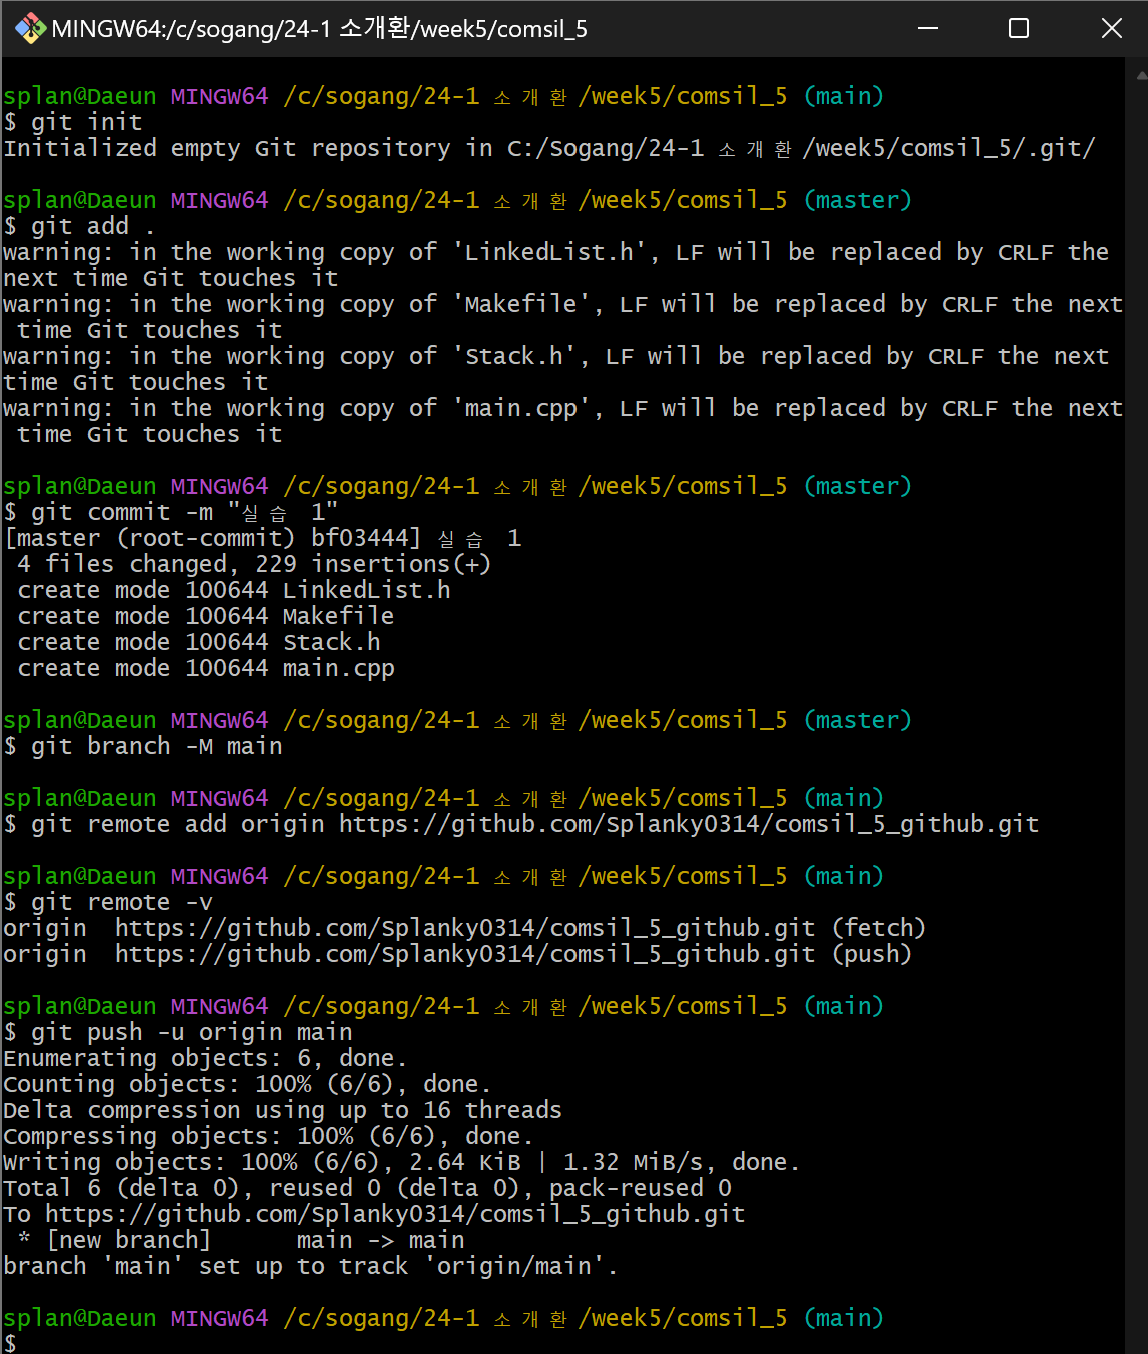 MINGW64:/c/sogang/24-1 소개환/week5/comsil_5
splan@Daeun MINGW64 /c/sogang/24-1 소개환/week5/comsil_5 (main)
$ git init
Initialized empty Git repository in C:/Sogang/24-1 소개환/week5/comsil_5/.git/
splan@Daeun MINGW64 /c/sogang/24-1 소개환/week5/comsil_5 (master)
$ git add .
warning: in the working copy of 'LinkedList.h', LF will be replaced by CRLF the
next time Git touches it
warning: in the working copy of 'Makefile', LF will be replaced by CRLF the next
 time Git touches it
warning: in the working copy of 'Stack.h', LF will be replaced by CRLF the next
time Git touches it
warning: in the working copy of 'main.cpp', LF will be replaced by CRLF the next
 time Git touches it
splan@Daeun MINGW64 /c/sogang/24-1 소개환/week5/comsil_5 (master)
$ git commit -m "실습 1"
[master (root-commit) bf03444] 실습 1
 4 files changed, 229 insertions(+)
 create mode 100644 LinkedList.h
 create mode 100644 Makefile
 create mode 100644 Stack.h
 create mode 100644 main.cpp
splan@Daeun MINGW64 /c/sogang/24-1 소개환/week5/comsil_5 (master)
$ git branch -M main
splan@Daeun MINGW64 /c/sogang/24-1 소개환/week5/comsil_5 (main)
$ git remote add origin https://github.com/Splanky0314/comsil_5_github.git
splan@Daeun MINGW64 /c/sogang/24-1 소개환/week5/comsil_5 (main)
$ git remote -v
origin  https://github.com/Splanky0314/comsil_5_github.git (fetch)
origin  https://github.com/Splanky0314/comsil_5_github.git (push)
splan@Daeun MINGW64 /c/sogang/24-1 소개환/week5/comsil_5 (main)
$ git push -u origin main
Enumerating objects: 6, done.
Counting objects: 100% (6/6), done.
Delta compression using up to 16 threads
Compressing objects: 100% (6/6), done.
Writing objects: 100% (6/6), 2.64 KiB | 1.32 MiB/s, done.
Total 6 (delta 0), reused 0 (delta 0), pack-reused 0
To https://github.com/Splanky0314/comsil_5_github.git
 * [new branch]      main -> main
branch 'main' set up to track 'origin/main'.
splan@Daeun MINGW64 /c/sogang/24-1 소개환/week5/comsil_5 (main)
$